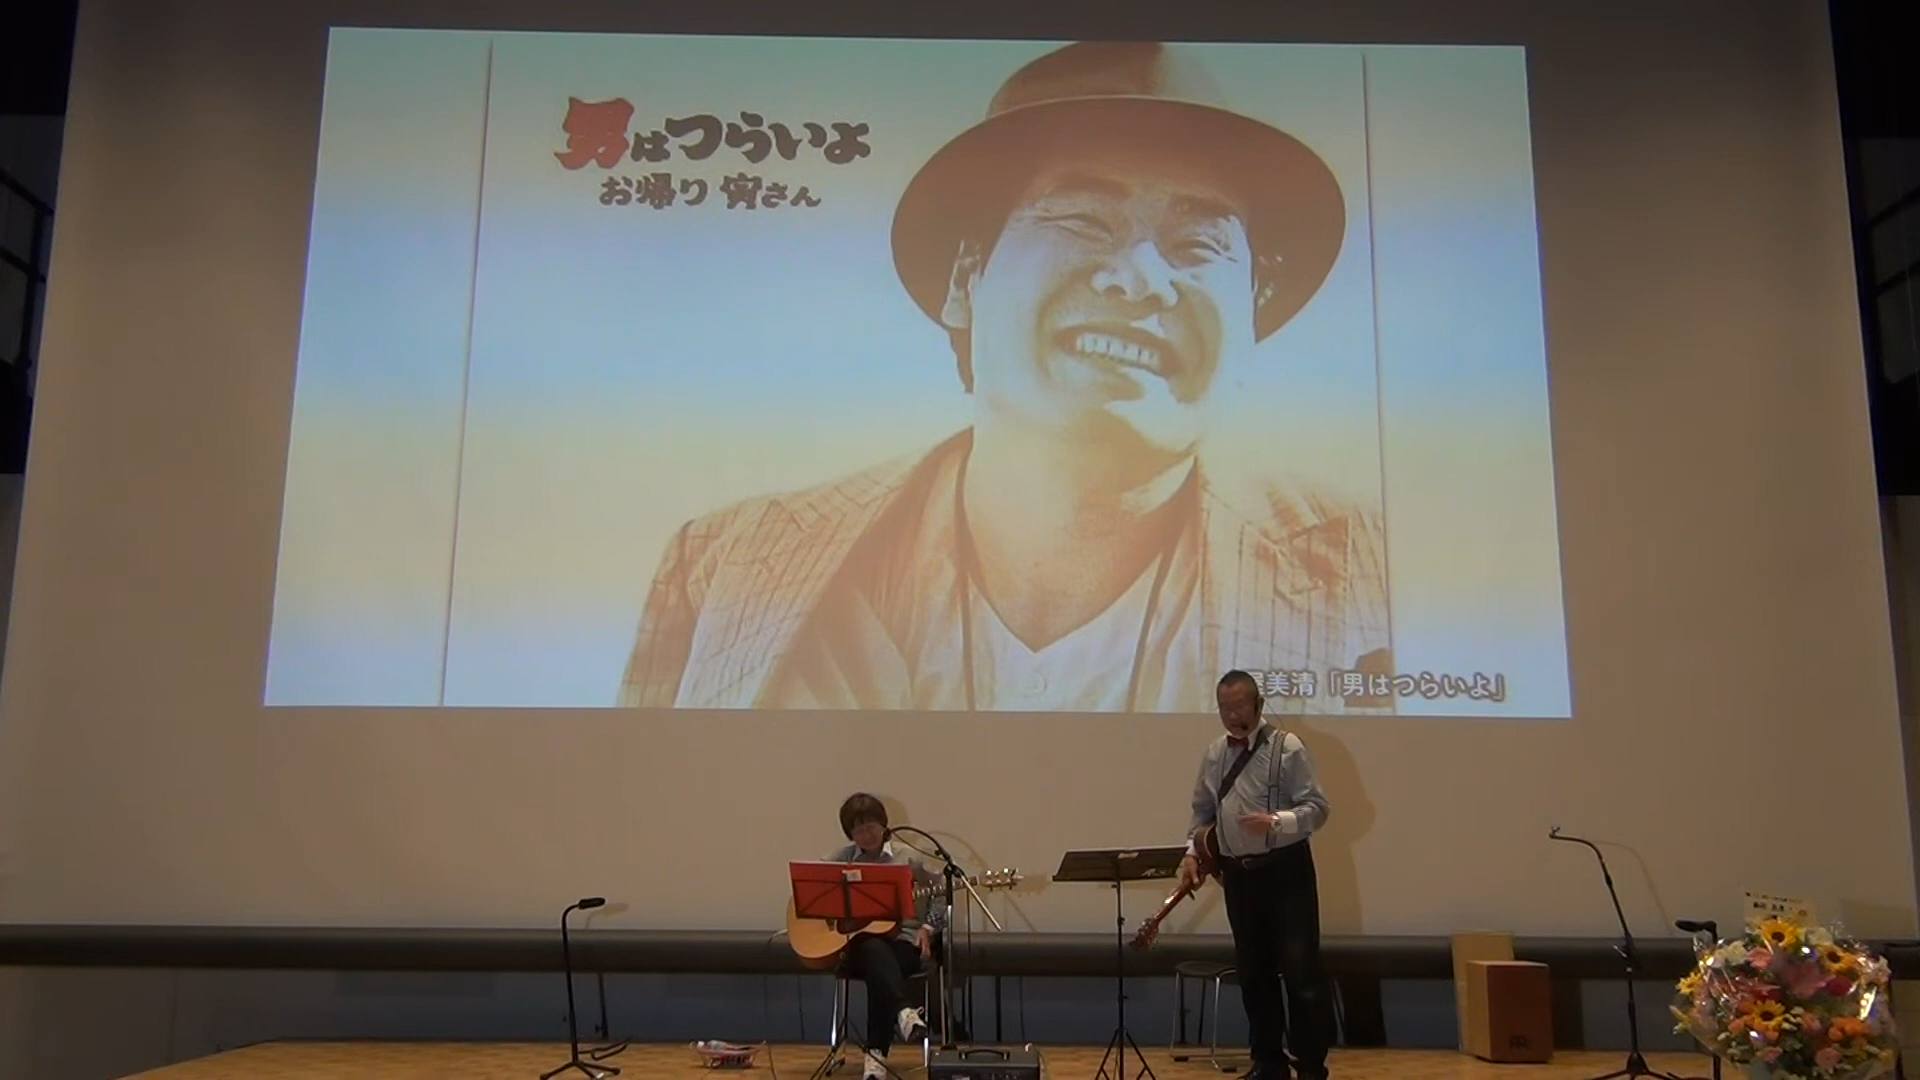 男はつらいよ
お帰り 寅さん
屋美清「男はつらいよ」